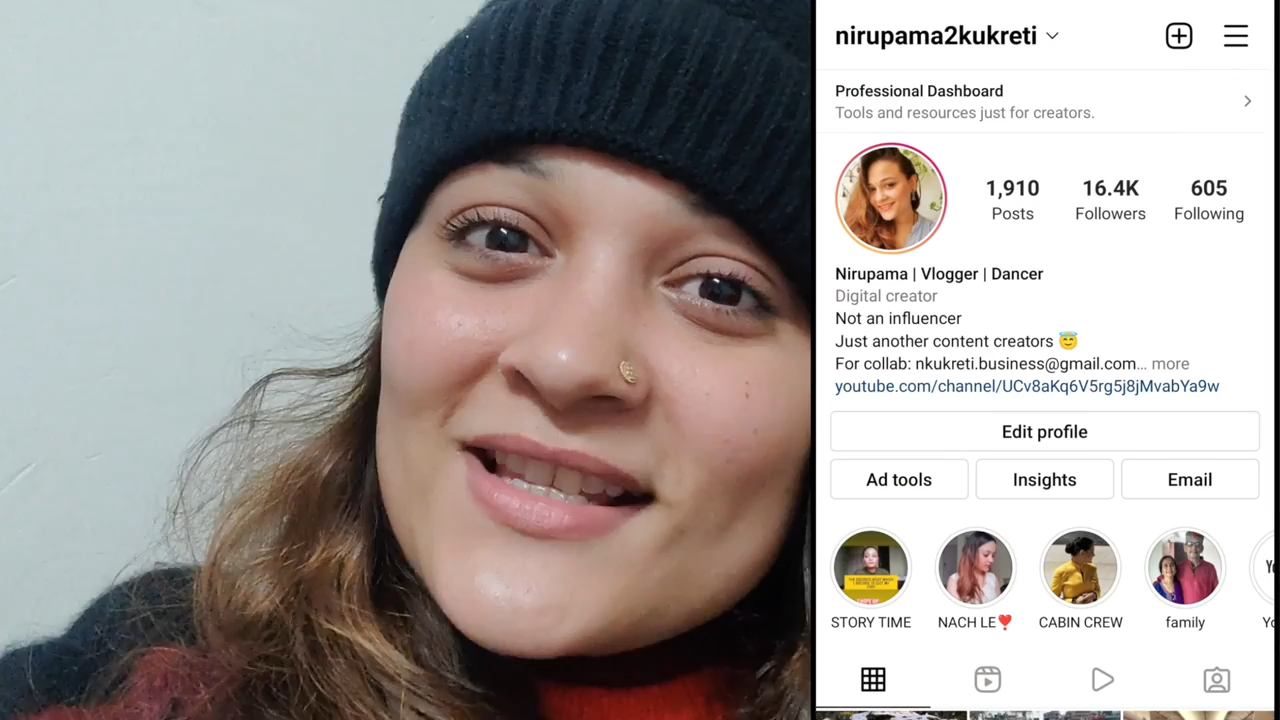 nirupama2kukreti
Professional Dashboard
Tools and resources just for creators.
1,910
16.4K
605
Posts
Followers
Following
Nirupama | Vlogger | Dancer
Digital creator
Not an influencer
Just another content creators 😇
For collab: nkukreti.business@gmail.com... more
youtube.com/channel/UCv8aKq6V5rg5j8jMvabYa9w
Edit profile
Ad tools
Insights
Email
STORY TIME
NACH LE❣️
CABIN CREW
family